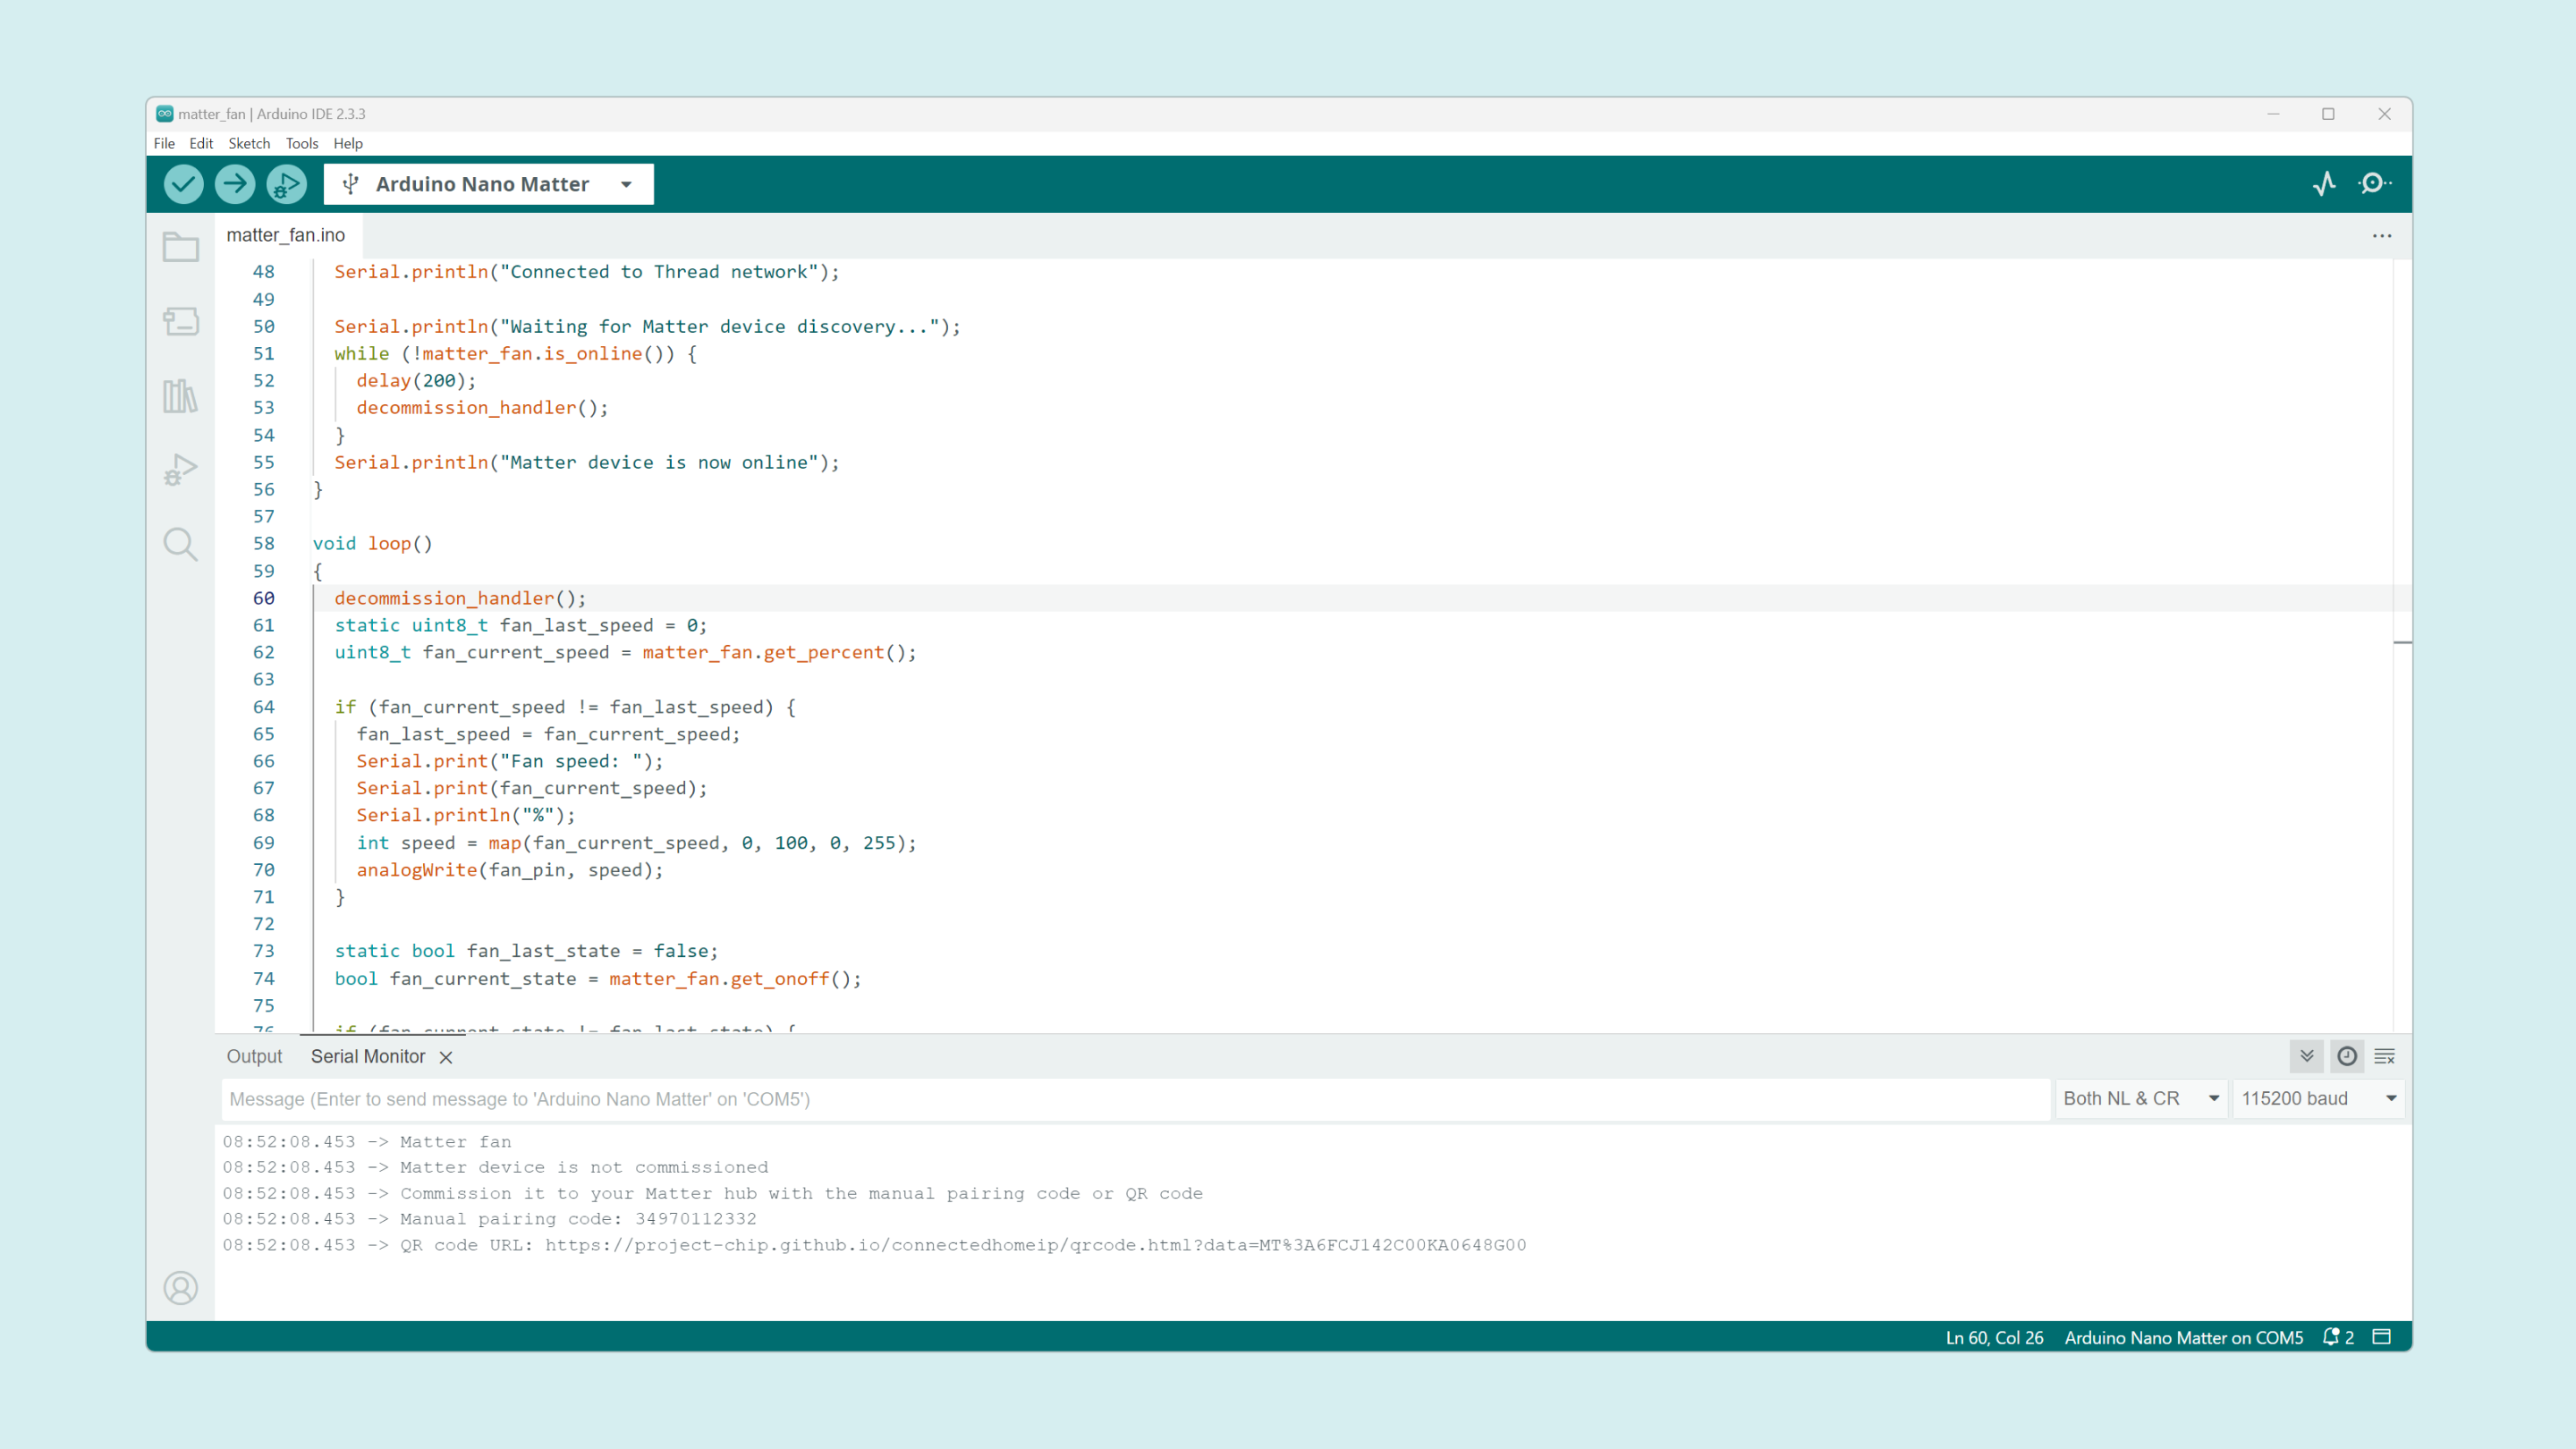 matter_fan | Arduino IDE 2.3.3
File Edit Sketch Tools Help
Arduino Nano Matter
matter_fan.ino
48 Serial.println("Connected to Thread network");
49
50 Serial.println("Waiting for Matter device discovery...");
51 while (!matter_fan.is_online()) {
52 delay(200);
53 decommission_handler();
54 }
55 Serial.println("Matter device is now online");
56 }
57
58 void loop()
59 {
60 decommission_handler();
61 static uint8_t fan_last_speed = 0;
62 uint8_t fan_current_speed = matter_fan.get_percent();
63
64 if (fan_current_speed != fan_last_speed) {
65 fan_last_speed = fan_current_speed;
66 Serial.print("Fan speed: ");
67 Serial.print(fan_current_speed);
68 Serial.println("%");
69 int speed = map(fan_current_speed, 0, 100, 0, 255);
70 analogWrite(fan_pin, speed);
71 }
72
73 static bool fan_last_state = false;
74 bool fan_current_state = matter_fan.get_onoff();
75
76 if (fan_current_state != fan_last_state) {
Output Serial Monitor
Message (Enter to send message to 'Arduino Nano Matter' on 'COM5') Both NL & CR 115200 baud
08:52:08.453 -> Matter fan
08:52:08.453 -> Matter device is not commissioned
08:52:08.453 -> Commission it to your Matter hub with the manual pairing code or QR code
08:52:08.453 -> Manual pairing code: 34970112332
08:52:08.453 -> QR code URL: https://project-chip.github.io/connectedhomeip/qrcode.html?data=MT%3A6FCJ142C00KA0648G00
Ln 60, Col 26 Arduino Nano Matter on COM5 2